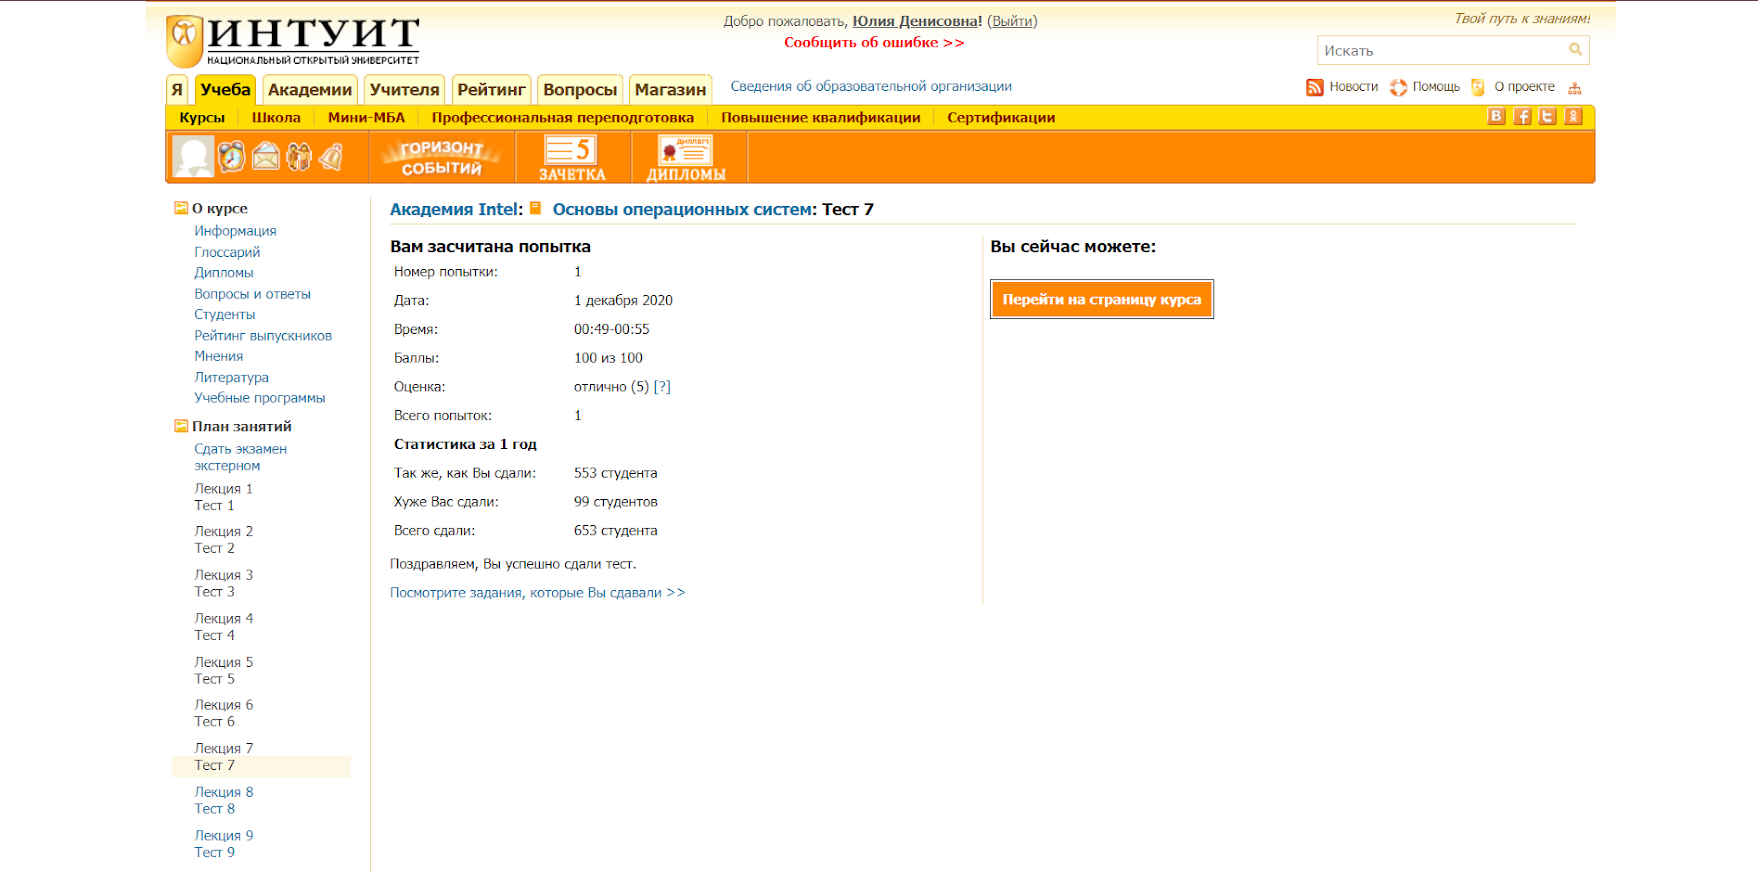 ИНТУИТ
НАЦИОНАЛЬНЫЙ ОТКРЫТЫЙ УНИВЕРСИТЕТ
Добро пожаловать, Юлия Денисовна! (Выйти)
Сообщить об ошибке >>
Твой путь к знаниям!
Искать
Я Учеба Академии Учителя Рейтинг Вопросы Магазин Сведения об образовательной организации
Новости Помощь О проекте
Курсы Школа Мини-МБА Профессиональная переподготовка Повышение квалификации Сертификации
ГОРИЗОНТ
СОБЫТИЙ
5
ЗАЧЕТКА
ДИПЛОМ
ДИПЛОМЫ
О курсе
Информация
Глоссарий
Дипломы
Вопросы и ответы
Студенты
Рейтинг выпускников
Мнения
Литература
Учебные программы
План занятий
Сдать экзамен
экстерном
Лекция 1
Тест 1
Лекция 2
Тест 2
Лекция 3
Тест 3
Лекция 4
Тест 4
Лекция 5
Тест 5
Лекция 6
Тест 6
Лекция 7
Тест 7
Лекция 8
Тест 8
Лекция 9
Тест 9
Академия Intel: Основы операционных систем: Тест 7
Вам засчитана попытка
Номер попытки: 1
Дата: 1 декабря 2020
Время: 00:49-00:55
Баллы: 100 из 100
Оценка: отлично (5) [?]
Всего попыток: 1
Статистика за 1 год
Так же, как Вы сдали: 553 студента
Хуже Вас сдали: 99 студентов
Всего сдали: 653 студента
Поздравляем, Вы успешно сдали тест.
Посмотрите задания, которые Вы сдавали >>
Вы сейчас можете:
Перейти на страницу курса